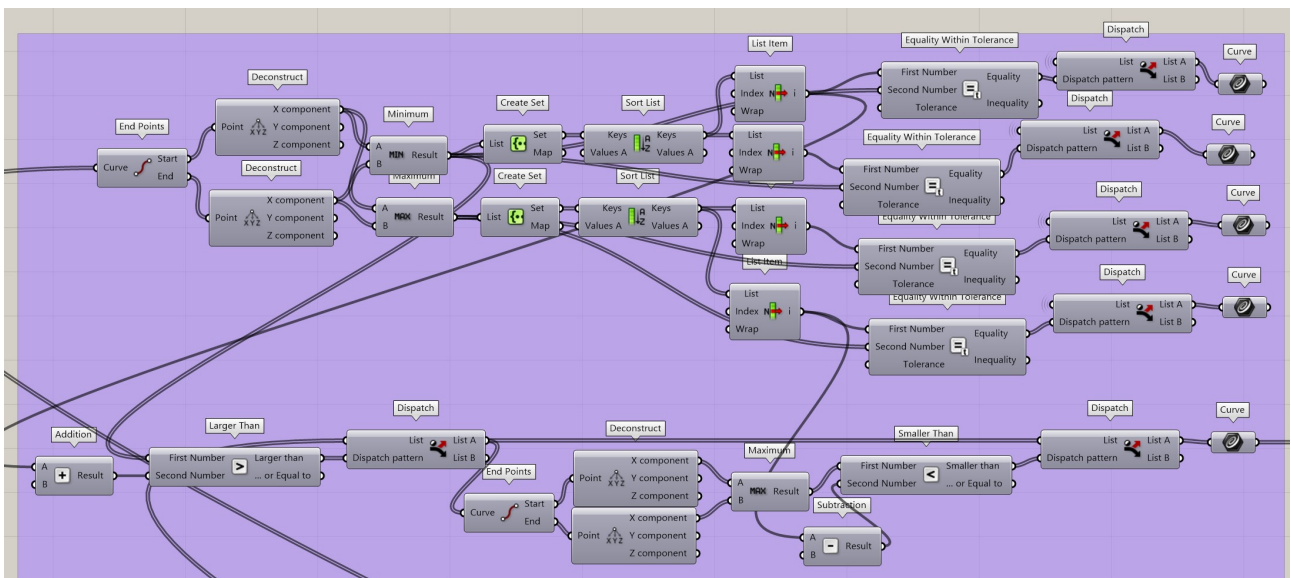 Dispatch
List Item
Equality Within Tolerance
Curve
List List A
Dispatch pattern List B
First Number Equality
Second Number
Tolerance Inequality
List
Index N i
Wrap
Deconstruct
X component
Point XYZ Y component
Z component
Minimum
Create Set
Sort List
Dispatch
Curve
End Points
Curve Start
End
A
B MIN Result
List Set
Map
Keys Keys
Values A Values A
List
Index N i
Wrap
Equality Within Tolerance
List List A
Dispatch pattern List B
First Number Equality
Second Number
Tolerance Inequality
Deconstruct
X component
Point XYZ Y component
Z component
Maximum
Create Set
Sort List
Dispatch
Curve
A
B MAX Result
List Set
Map
Keys Keys
Values A Values A
List
Index N i
Wrap
Equality Within Tolerance
List List A
Dispatch pattern List B
First Number Equality
Second Number
Tolerance Inequality
List Item
Dispatch
Curve
List
Index N i
Wrap
Equality Within Tolerance
List List A
Dispatch pattern List B
First Number Equality
Second Number
Tolerance Inequality
Addition
Larger Than
Dispatch
Deconstruct
Smaller Than
Dispatch
Curve
A
B + Result
First Number > Larger than
Second Number … or Equal to
List List A
Dispatch pattern List B
End Points
Curve Start
End
X component
Point XYZ Y component
Z component
X component
Point XYZ Y component
Z component
Maximum
A
B MAX Result
First Number < Smaller than
Second Number … or Equal to
List List A
Dispatch pattern List B
Subtraction
A
B - Result